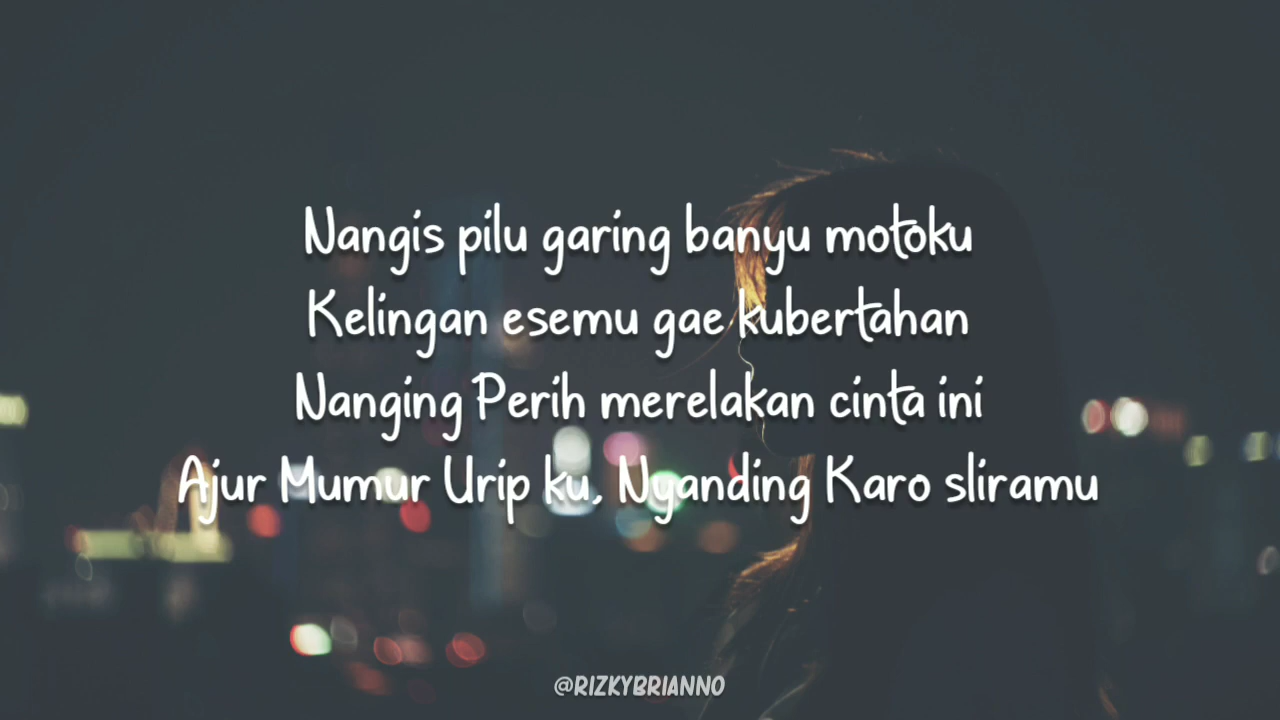 Nangis pilu garing banyu motoku
Kelingan esemu gae kubertahan
Nanging Perih merelakan cinta ini
Ajur Mumur Urip ku, Nyanding Karo sliramu
@RIZKYBRIANNO